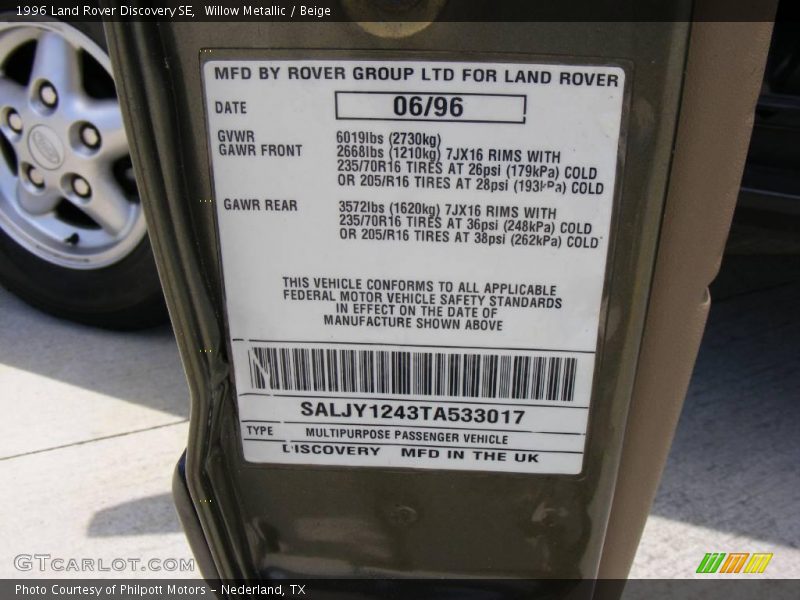 1996 Land Rover Discovery SE,  Willow Metallic / Beige
MFD BY ROVER GROUP LTD FOR LAND ROVER
DATE 06/96
GVWR 6019lbs (2730kg)
GAWR FRONT 2668lbs (1210kg) 7JX16 RIMS WITH
235/70R16 TIRES AT 26psi (179kPa) COLD
OR 205/R16 TIRES AT 28psi (193kPa) COLD
GAWR REAR 3572lbs (1620kg) 7JX16 RIMS WITH
235/70R16 TIRES AT 36psi (248kPa) COLD
OR 205/R16 TIRES AT 38psi (262kPa) COLD
THIS VEHICLE CONFORMS TO ALL APPLICABLE
FEDERAL MOTOR VEHICLE SAFETY STANDARDS
IN EFFECT ON THE DATE OF
MANUFACTURE SHOWN ABOVE
SALJY1243TA533017
TYPE MULTIPURPOSE PASSENGER VEHICLE
DISCOVERY MFD IN THE UK
GTCARLOT.COM
Photo Courtesy of Philpott Motors - Nederland, TX